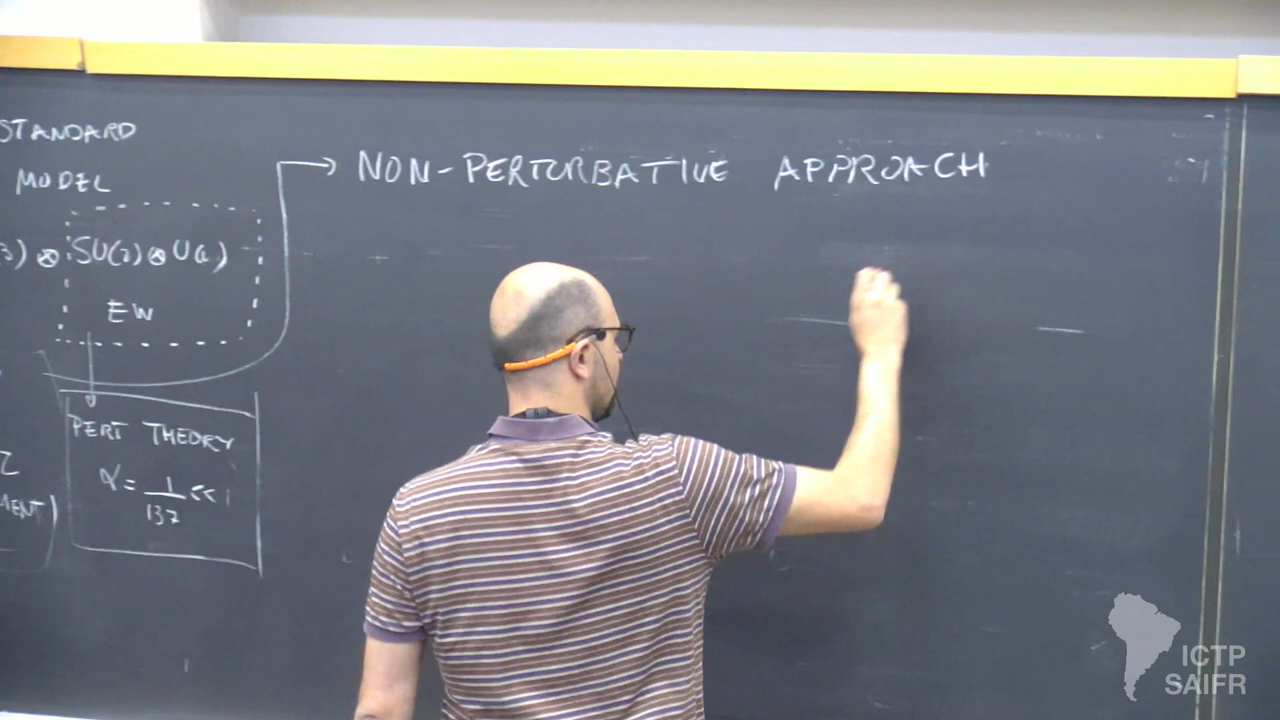 STANDARD
MODEL
3) ⊗ SU(2) ⊗ U(1)
EW
PERT THEORY
α = 1/137 << 1
MENT)
NON-PERTURBATIVE APPROACH
ICTP
SAIFR